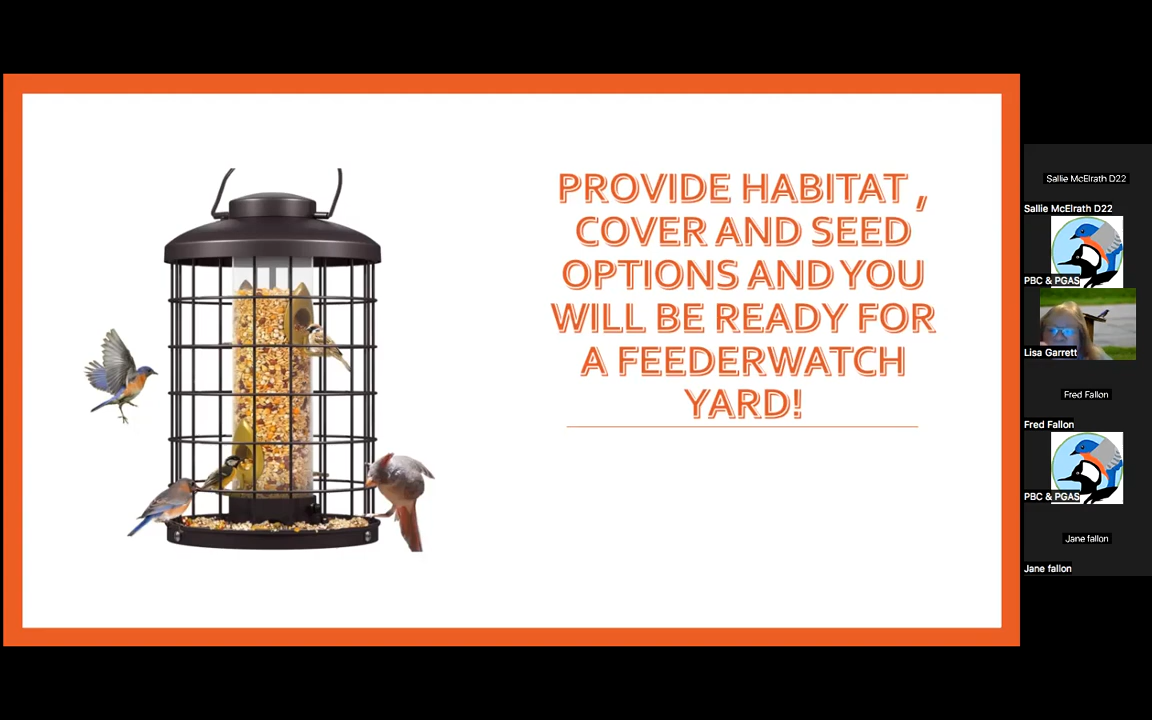 PROVIDE HABITAT ,
COVER AND SEED
OPTIONS AND YOU
WILL BE READY FOR
A FEEDERWATCH
YARD!
Sallie McElrath D22
Sallie McElrath D22
PBC & PGAS
Lisa Garrett
Fred Fallon
Fred Fallon
PBC & PGAS
Jane fallon
Jane fallon